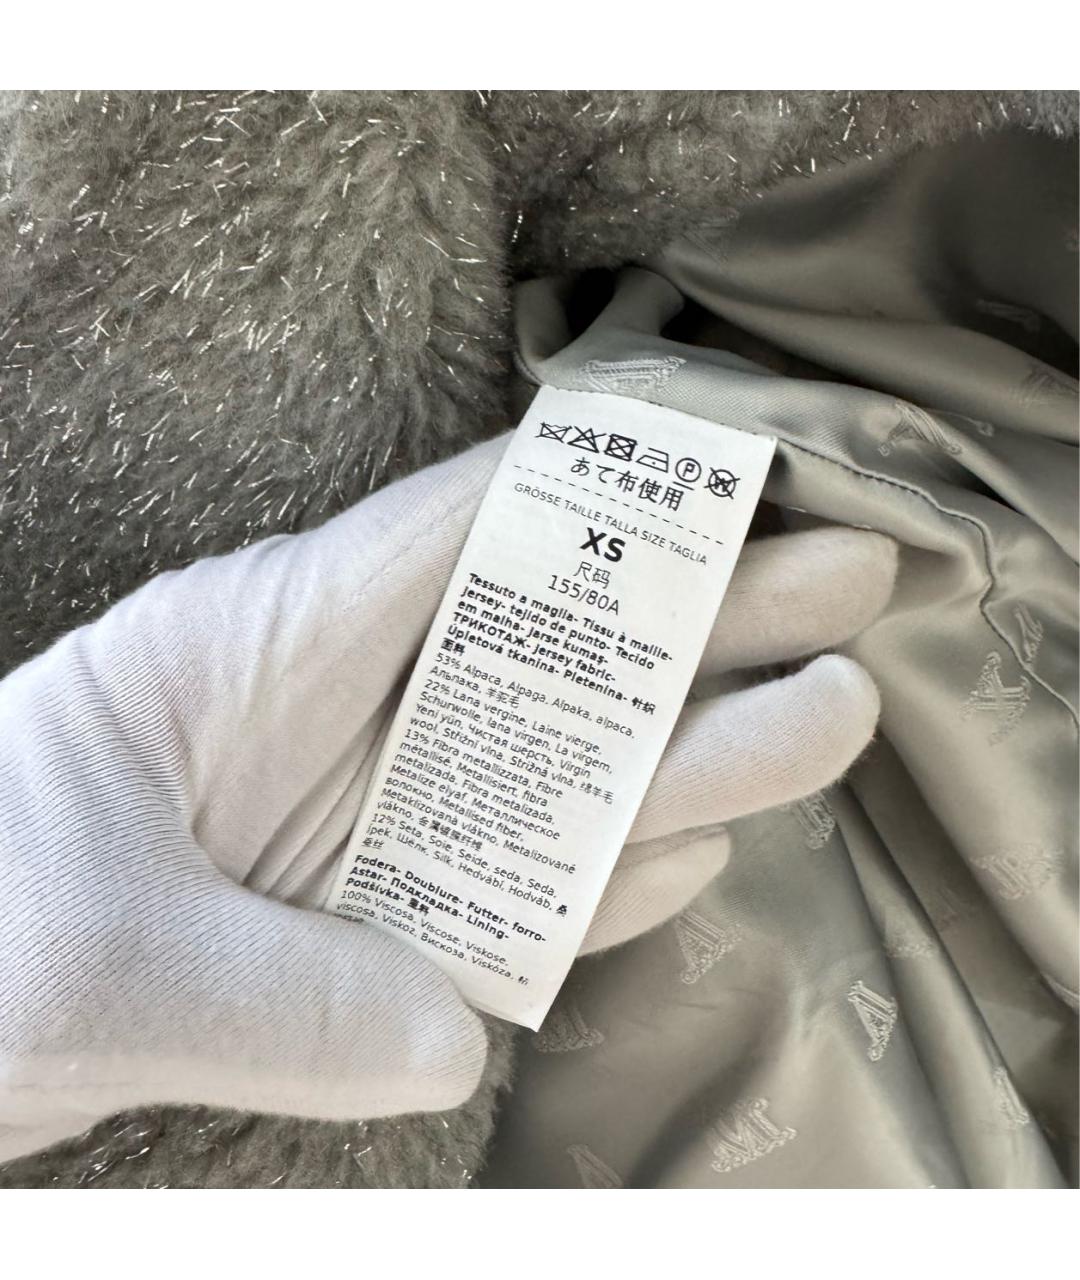 あて布使用
GRÖSSE TAILLE TALLA SIZE TAGLIA
XS
尺码
155/80A
Tessuto a maglia- Tissu à maille-
jersey- tejido de punto- Tecido
em malha- jarse kumaş-
ТРИКОТАЖ- jersey fabric-
Úpletová tkanina- Pletenina- 针织
面料
53% Alpaca, Alpaga, Alpaka, alpaca,
Альпака, 羊驼毛
22% Lana vergine, Laine vierge,
Schurwolle, lana virgen, La virgem,
Yeni yün, Чистая шерсть, Virgin
wool, Střižní vlna, Strižná vlna, 绵羊毛
13% Fibra metallizzata, Fibre
métallisé, Metallisiert, fibra
metalizada, Fibra metalizada,
Metalize elyaf, Металлическое
волокно, Metallised fiber,
Metaklizovaná vlákno, Metalizované
vlákno, 金属镀膜纤维
12% Seta, Soie, Seide, seda, Seda,
İpek, Шёлк, Silk, Hedvábí, Hodváb, 桑
蚕丝
Fodera- Doublure- Futter- forro-
Astar- Подкладка- Lining-
Podšívka- 里料
100% Viscosa, Viscose, Viskose,
viscosa, Viskoz, Вискоза, Viskóza, 粘